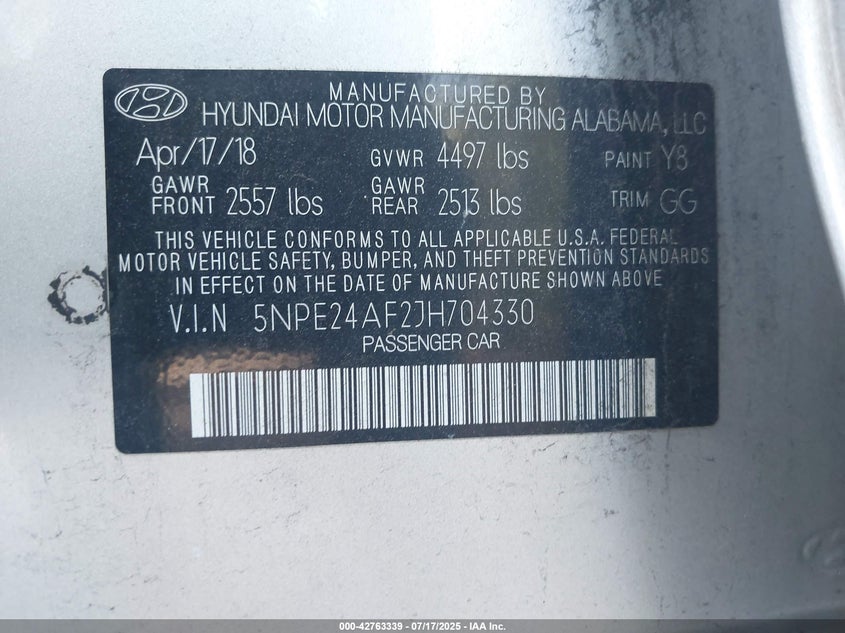 MANUFACTURED BY
HYUNDAI MOTOR MANUFACTURING ALABAMA, LLC
Apr/17/18 GVWR 4497 lbs PAINT Y8
GAWR FRONT 2557 lbs GAWR REAR 2513 lbs TRIM GG
THIS VEHICLE CONFORMS TO ALL APPLICABLE U.S.A. FEDERAL
MOTOR VEHICLE SAFETY, BUMPER, AND THEFT PREVENTION STANDARDS
IN EFFECT ON THE DATE OF MANUFACTURE SHOWN ABOVE
V.I.N 5NPE24AF2JH704330
PASSENGER CAR
000-42763339 - 07/17/2025 - IAA Inc.